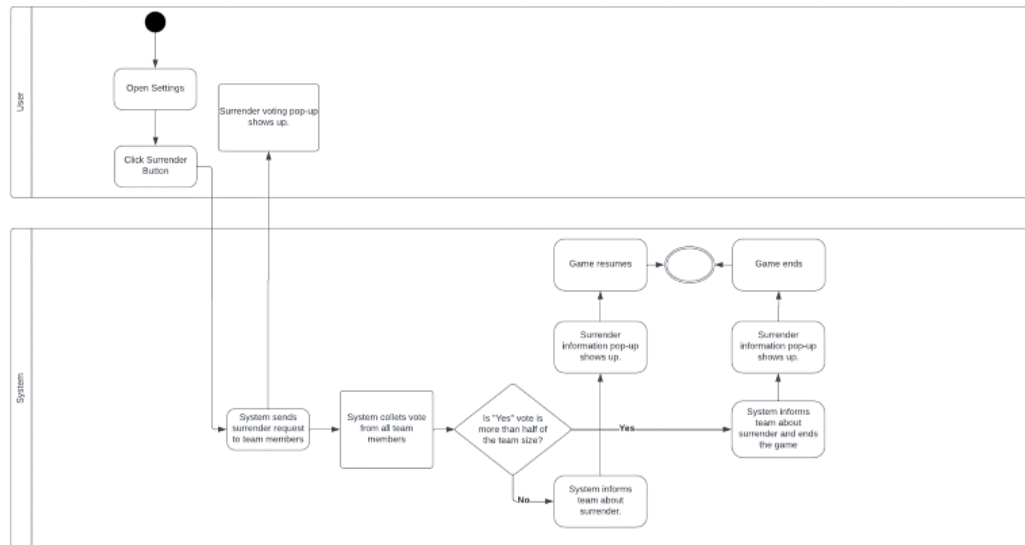 User
Open Settings
Surrender voting pop-up
shows up.
Click Surrender
Button
System
Game resumes
Game ends
Surrender
information pop-up
shows up.
Surrender
information pop-up
shows up.
System sends
surrender request
to team members
System collets vote
from all team
members
Is "Yes" vote is
more than half of
the team size?
Yes
System informs
team about
surrender and ends
the game
No
System informs
team about
surrender.